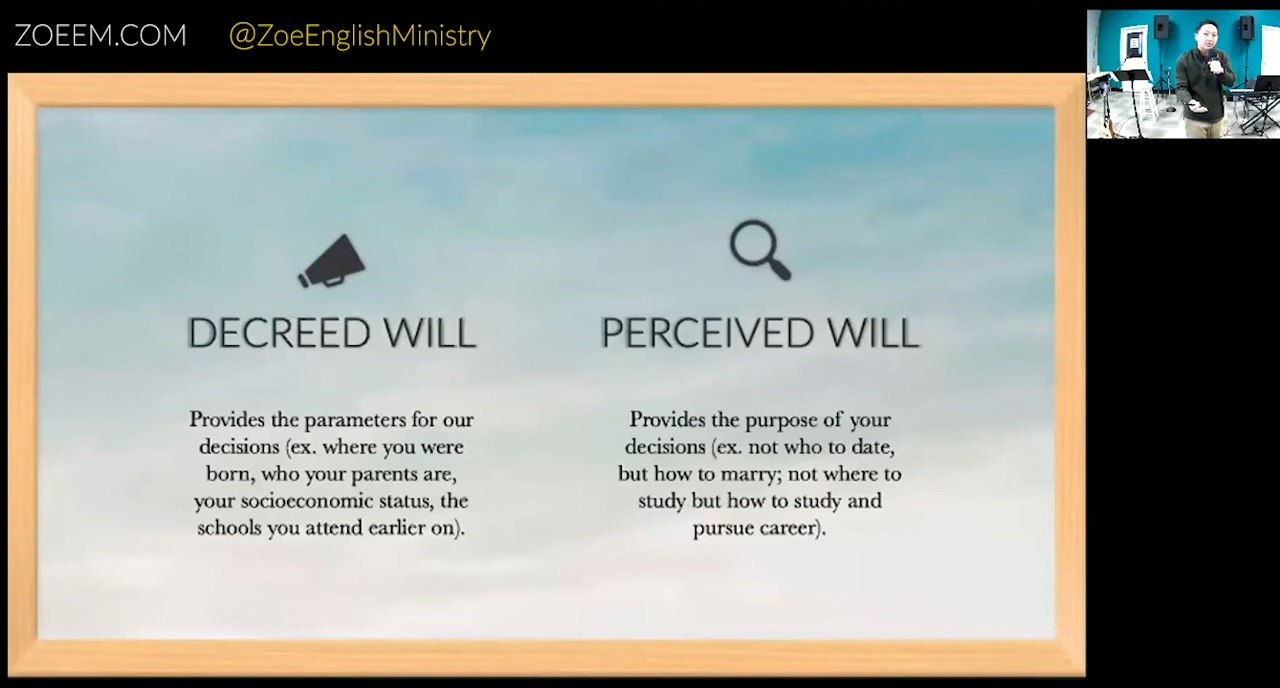 ZOEEM.COM @ZoeEnglishMinistry
DECREED WILL
Provides the parameters for our
decisions (ex. where you were
born, who your parents are,
your socioeconomic status, the
schools you attend earlier on).
PERCEIVED WILL
Provides the purpose of your
decisions (ex. not who to date,
but how to marry; not where to
study but how to study and
pursue career).